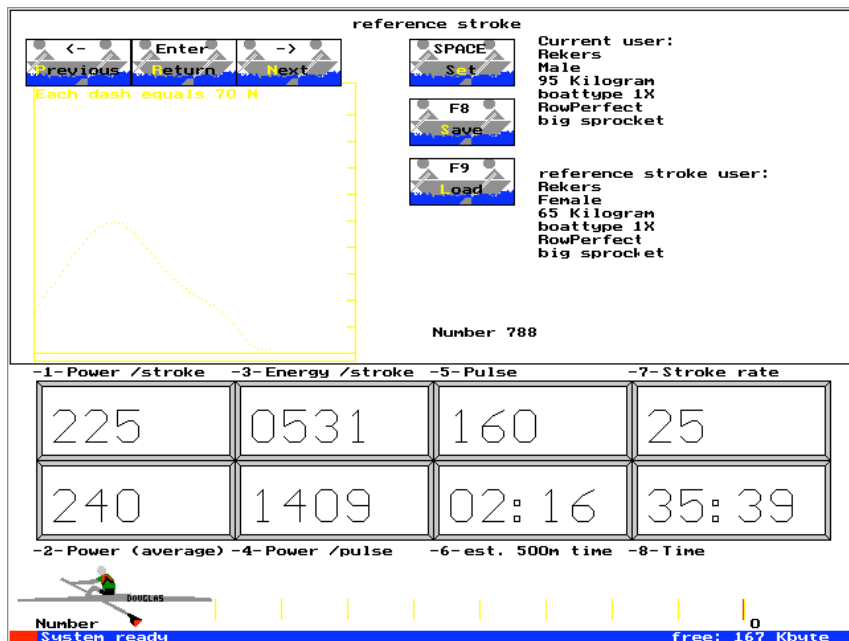 reference stroke
<- Enter ->
Previous Return Next
SPACE
Set
F8
Save
F9
Load
Each dash equals 70 N
Current user:
Rekers
Male
95 Kilogram
boattype 1X
RowPerfect
big sprocket
reference stroke user:
Rekers
Female
65 Kilogram
boattype 1X
RowPerfect
big sprocket
Number 788
-1-Power /stroke -3-Energy /stroke -5-Pulse -7-Stroke rate
225 0531 160 25
240 1409 02:16 35:39
-2-Power (average) -4-Power /pulse -6-est. 500m time -8-Time
DOUGLAS
Number 0
System ready free: 167 Kbyte